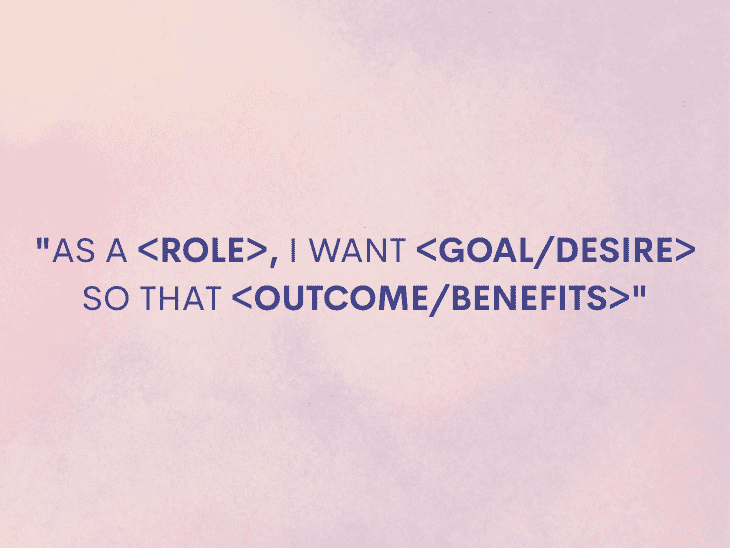 "AS A <ROLE>, I WANT <GOAL/DESIRE>
SO THAT <OUTCOME/BENEFITS>"